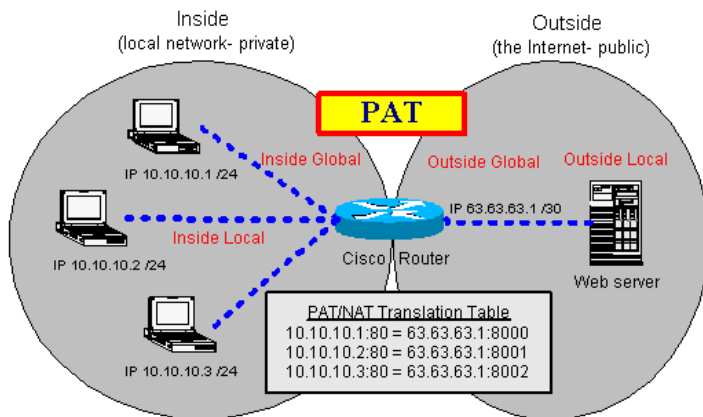 Inside
(local network- private)
Outside
(the Internet- public)
PAT
IP 10.10.10.1 /24
Inside Global
Outside Global
Outside Local
IP 10.10.10.2 /24
Inside Local
IP 63.63.63.1 /30
Cisco Router
Web server
IP 10.10.10.3 /24
PAT/NAT Translation Table
10.10.10.1:80 = 63.63.63.1:8000
10.10.10.2:80 = 63.63.63.1:8001
10.10.10.3:80 = 63.63.63.1:8002